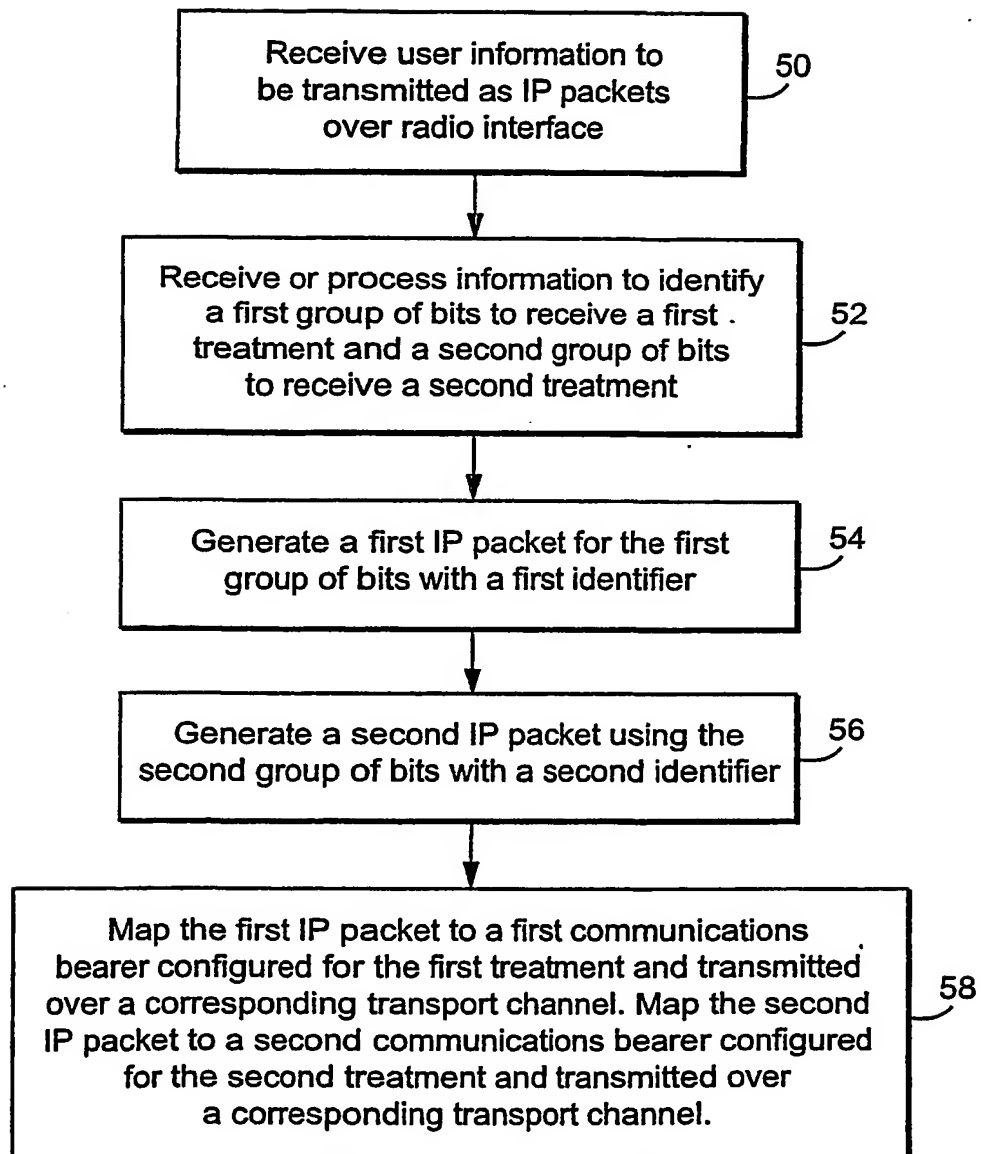 Receive user information to
be transmitted as IP packets
over radio interface
50
Receive or process information to identify
a first group of bits to receive a first
treatment and a second group of bits
to receive a second treatment
52
Generate a first IP packet for the first
group of bits with a first identifier
54
Generate a second IP packet using the
second group of bits with a second identifier
56
Map the first IP packet to a first communications
bearer configured for the first treatment and transmitted
over a corresponding transport channel. Map the second
IP packet to a second communications bearer configured
for the second treatment and transmitted over
a corresponding transport channel.
58